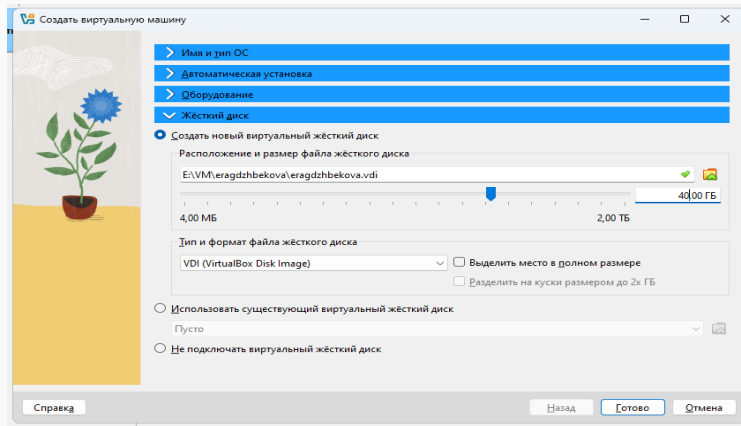 Создать виртуальную машину
Имя и тип ОС
Автоматическая установка
Оборудование
Жёсткий диск
Создать новый виртуальный жёсткий диск
Расположение и размер файла жёсткого диска
E:\VM\eragdzhbekova\eragdzhbekova.vdi
40,00 ГБ
4,00 МБ 2,00 ТБ
Тип и формат файла жёсткого диска
VDI (VirtualBox Disk Image) Выделить место в полном размере
Разделить на куски размером до 2х ГБ
Использовать существующий виртуальный жёсткий диск
Пусто
Не подключать виртуальный жёсткий диск
Справка Назад Готово Отмена